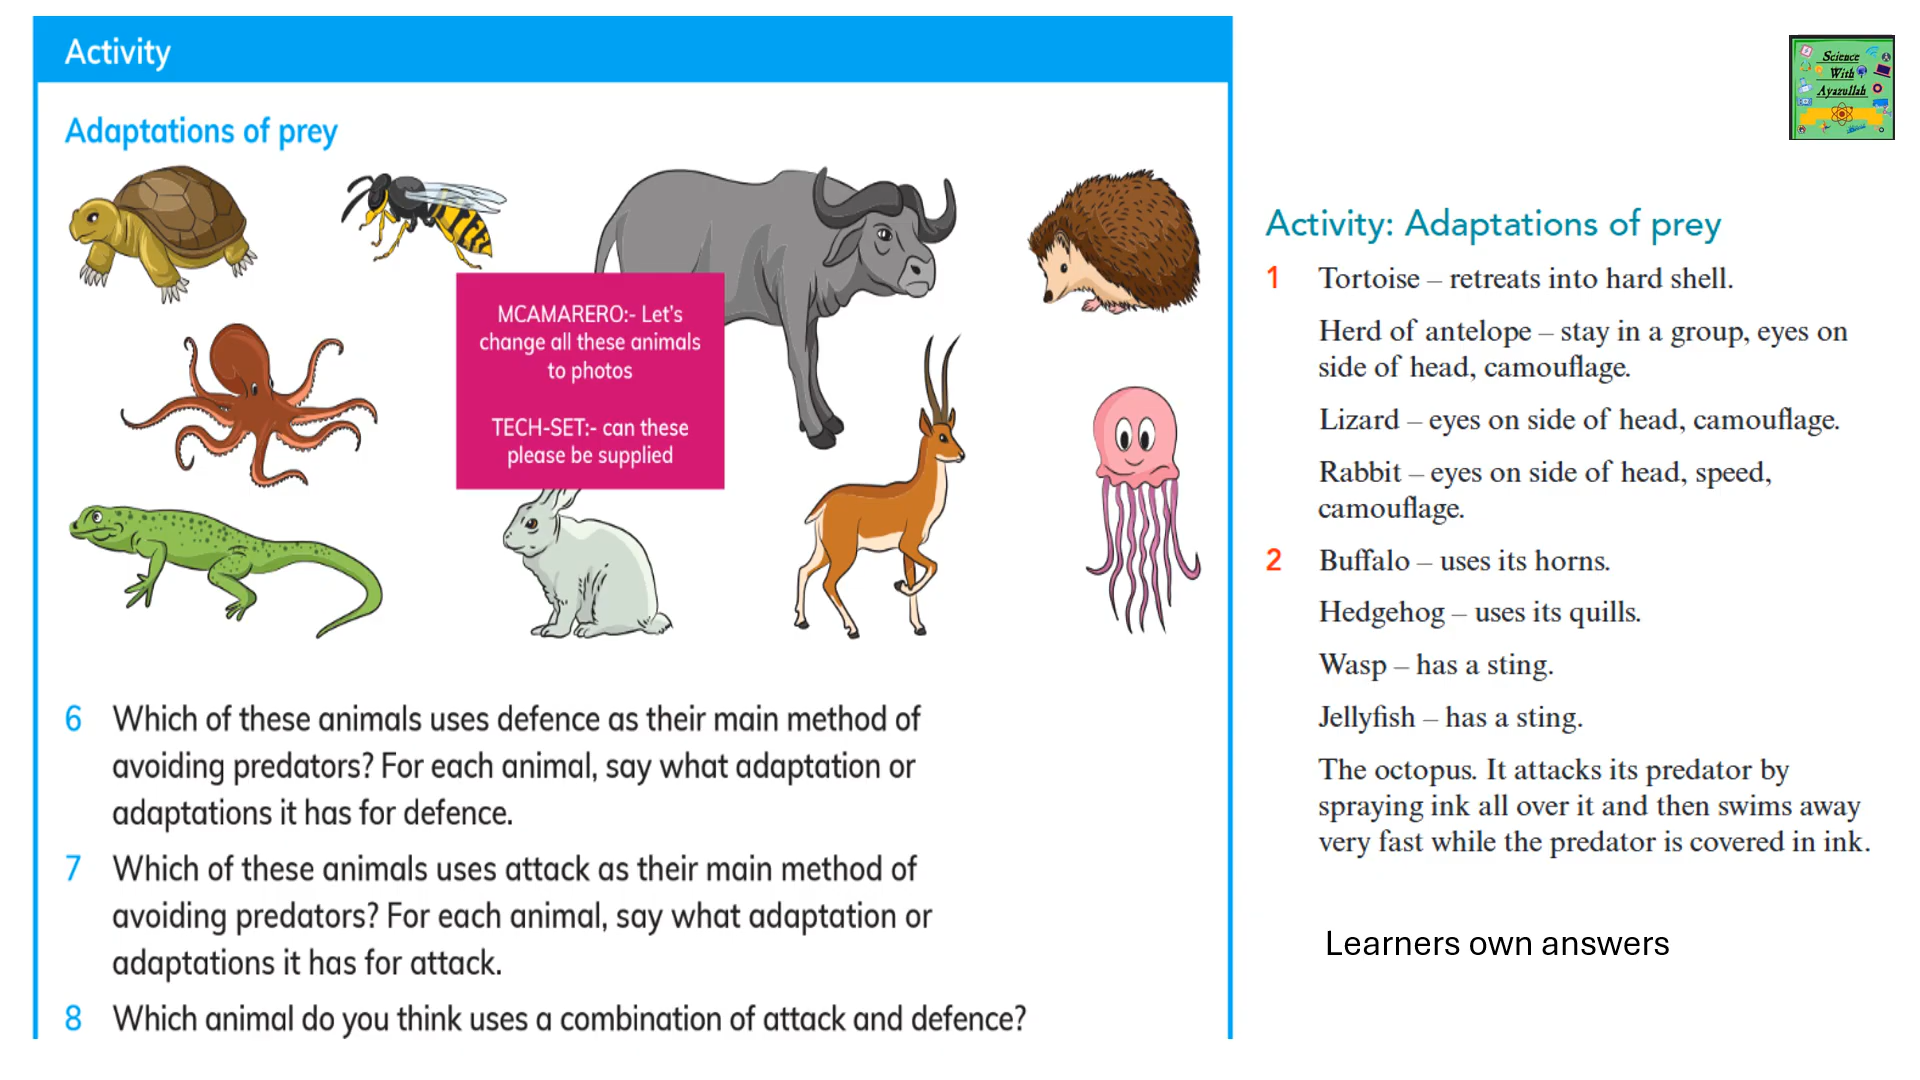 Activity
Adaptations of prey
MCAMARERO:- Let's
change all these animals
to photos
TECH-SET:- can these
please be supplied
6 Which of these animals uses defence as their main method of
avoiding predators? For each animal, say what adaptation or
adaptations it has for defence.
7 Which of these animals uses attack as their main method of
avoiding predators? For each animal, say what adaptation or
adaptations it has for attack.
8 Which animal do you think uses a combination of attack and defence?
Science
With
Ayazullah
Activity: Adaptations of prey
1 Tortoise – retreats into hard shell.
Herd of antelope – stay in a group, eyes on
side of head, camouflage.
Lizard – eyes on side of head, camouflage.
Rabbit – eyes on side of head, speed,
camouflage.
2 Buffalo – uses its horns.
Hedgehog – uses its quills.
Wasp – has a sting.
Jellyfish – has a sting.
The octopus. It attacks its predator by
spraying ink all over it and then swims away
very fast while the predator is covered in ink.
Learners own answers